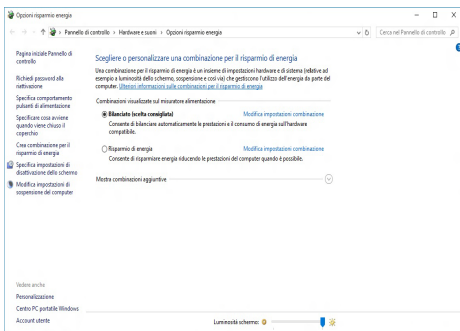 Opzioni risparmio energia
Pannello di controllo > Hardware e suoni > Opzioni risparmio energia
Cerca nel Pannello di controllo
Pagina iniziale Pannello di
controllo
Richiedi password alla
riattivazione
Specifica comportamento
pulsanti di alimentazione
Specificare cosa avviene
quando viene chiuso il
coperchio
Crea combinazione per il
risparmio di energia
Specifica impostazioni di
disattivazione dello schermo
Modifica impostazioni di
sospensione del computer
Scegliere o personalizzare una combinazione per il risparmio di energia
Una combinazione per il risparmio di energia è un insieme di impostazioni hardware e di sistema (relative ad
esempio a luminosità dello schermo, sospensione e così via) che gestiscono l'utilizzo dell'energia da parte del
computer. Ulteriori informazioni sulle combinazioni per il risparmio di energia
Combinazioni visualizzate sul misuratore alimentazione
Bilanciato (scelta consigliata) Modifica impostazioni combinazione
Consente di bilanciare automaticamente le prestazioni e il consumo di energia sull'hardware
compatibile.
Risparmio di energia Modifica impostazioni combinazione
Consente di risparmiare energia riducendo le prestazioni del computer quando è possibile.
Mostra combinazioni aggiuntive
Vedere anche
Personalizzazione
Centro PC portatile Windows
Account utente
Luminosità schermo: